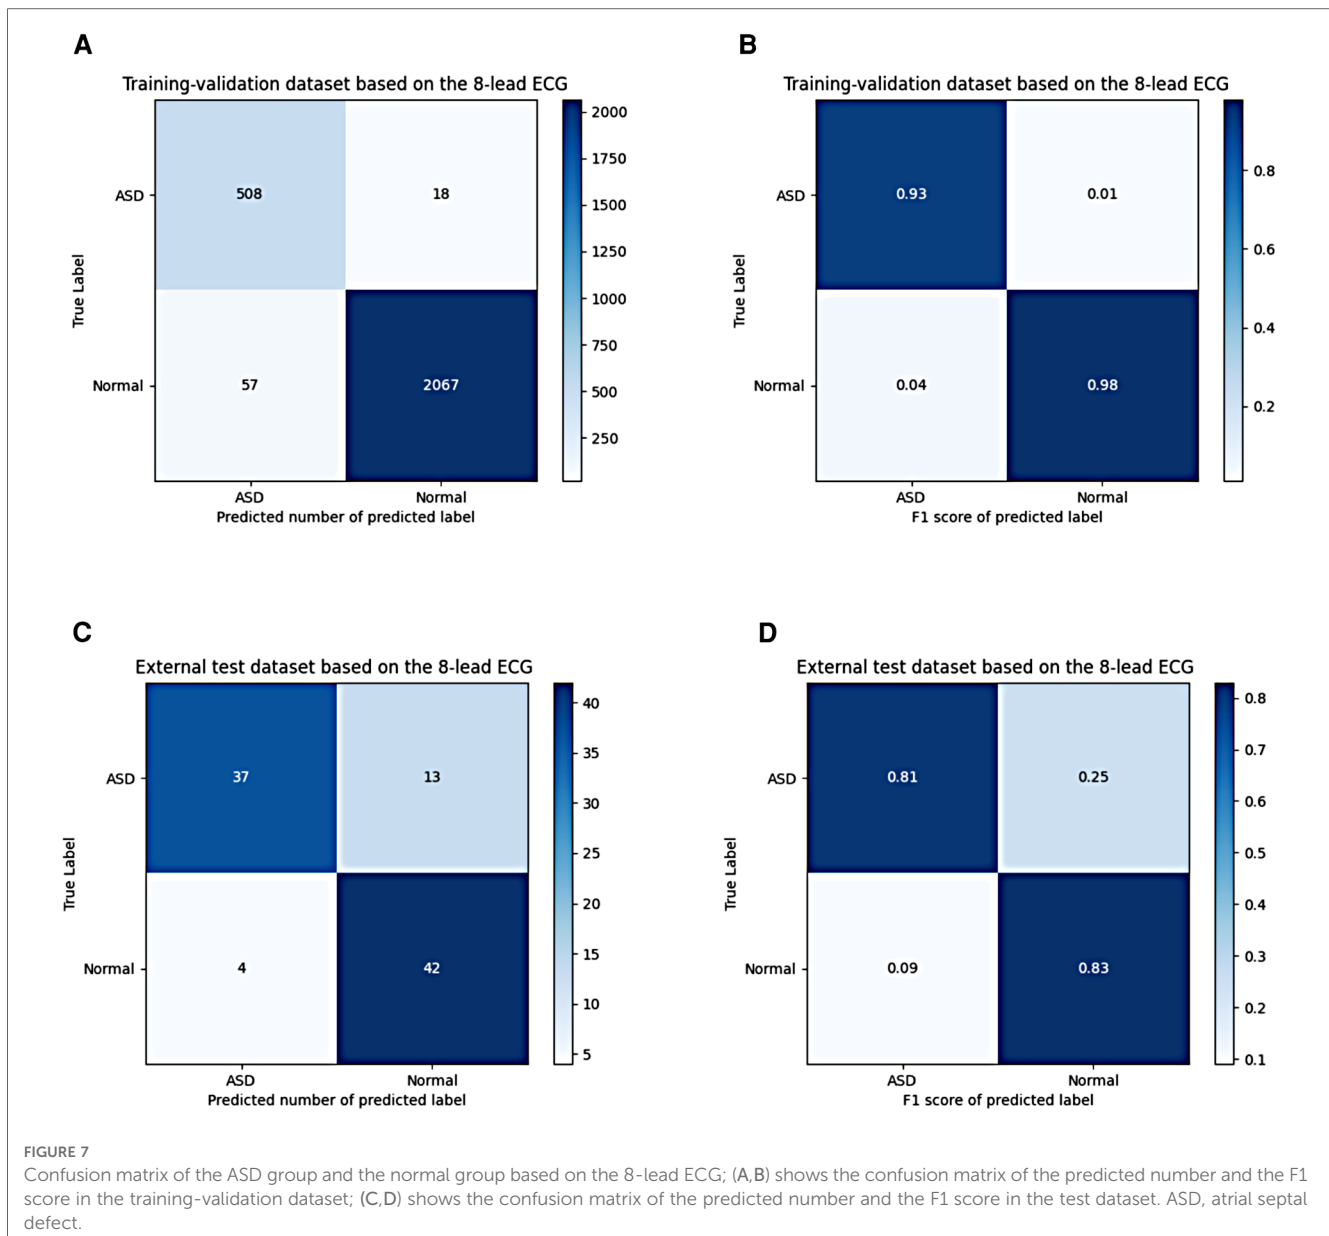 A
Training-validation dataset based on the 8-lead ECG
True Label
ASD
508
18
Normal
57
2067
ASD
Normal
Predicted number of predicted label
2000
1750
1500
1250
1000
750
500
250
B
Training-validation dataset based on the 8-lead ECG
True Label
ASD
0.93
0.01
Normal
0.04
0.98
ASD
Normal
F1 score of predicted label
0.8
0.6
0.4
0.2
C
External test dataset based on the 8-lead ECG
True Label
ASD
37
13
Normal
4
42
ASD
Normal
Predicted number of predicted label
40
35
30
25
20
15
10
5
D
External test dataset based on the 8-lead ECG
True Label
ASD
0.81
0.25
Normal
0.09
0.83
ASD
Normal
F1 score of predicted label
0.8
0.7
0.6
0.5
0.4
0.3
0.2
0.1
FIGURE 7
Confusion matrix of the ASD group and the normal group based on the 8-lead ECG; (A,B) shows the confusion matrix of the predicted number and the F1
score in the training-validation dataset; (C,D) shows the confusion matrix of the predicted number and the F1 score in the test dataset. ASD, atrial septal
defect.